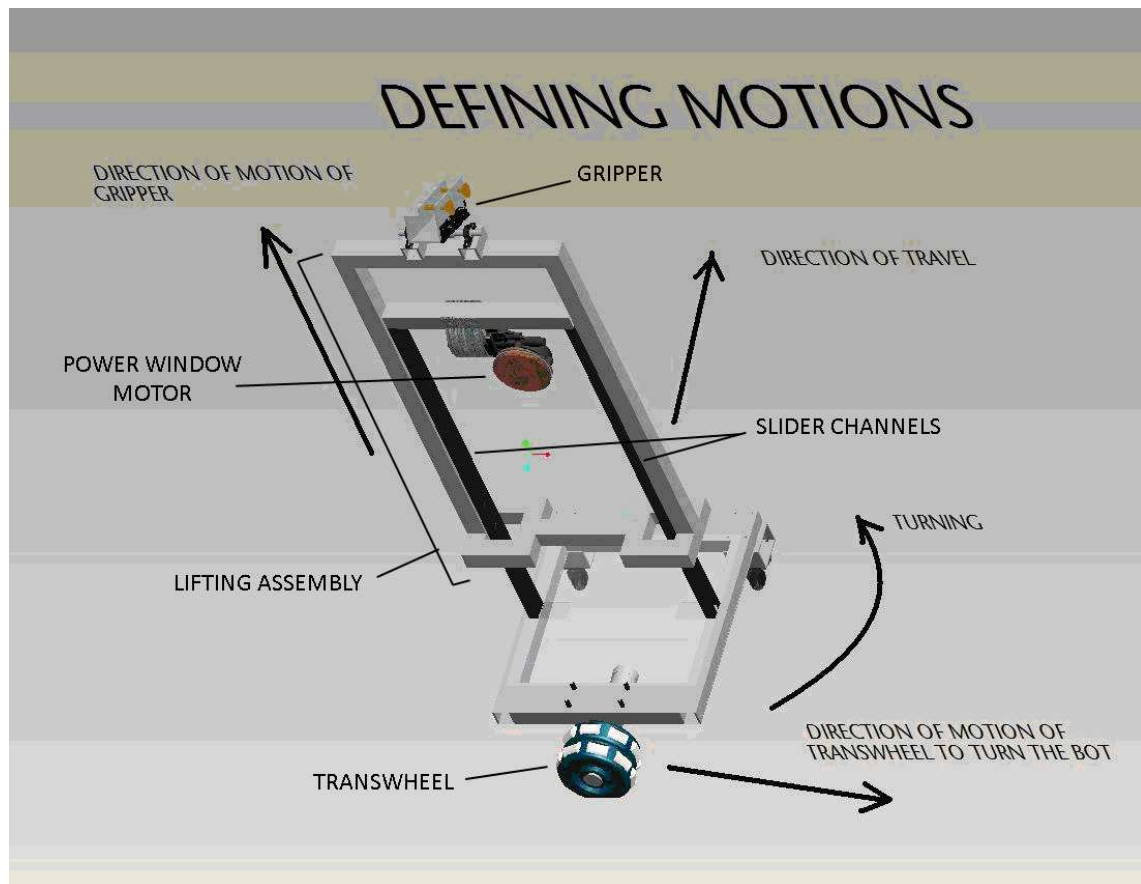 DEFINING MOTIONS
DIRECTION OF MOTION OF
GRIPPER
GRIPPER
DIRECTION OF TRAVEL
POWER WINDOW
MOTOR
SLIDER CHANNELS
TURNING
LIFTING ASSEMBLY
DIRECTION OF MOTION OF
TRANSWHEEL TO TURN THE BOT
TRANSWHEEL